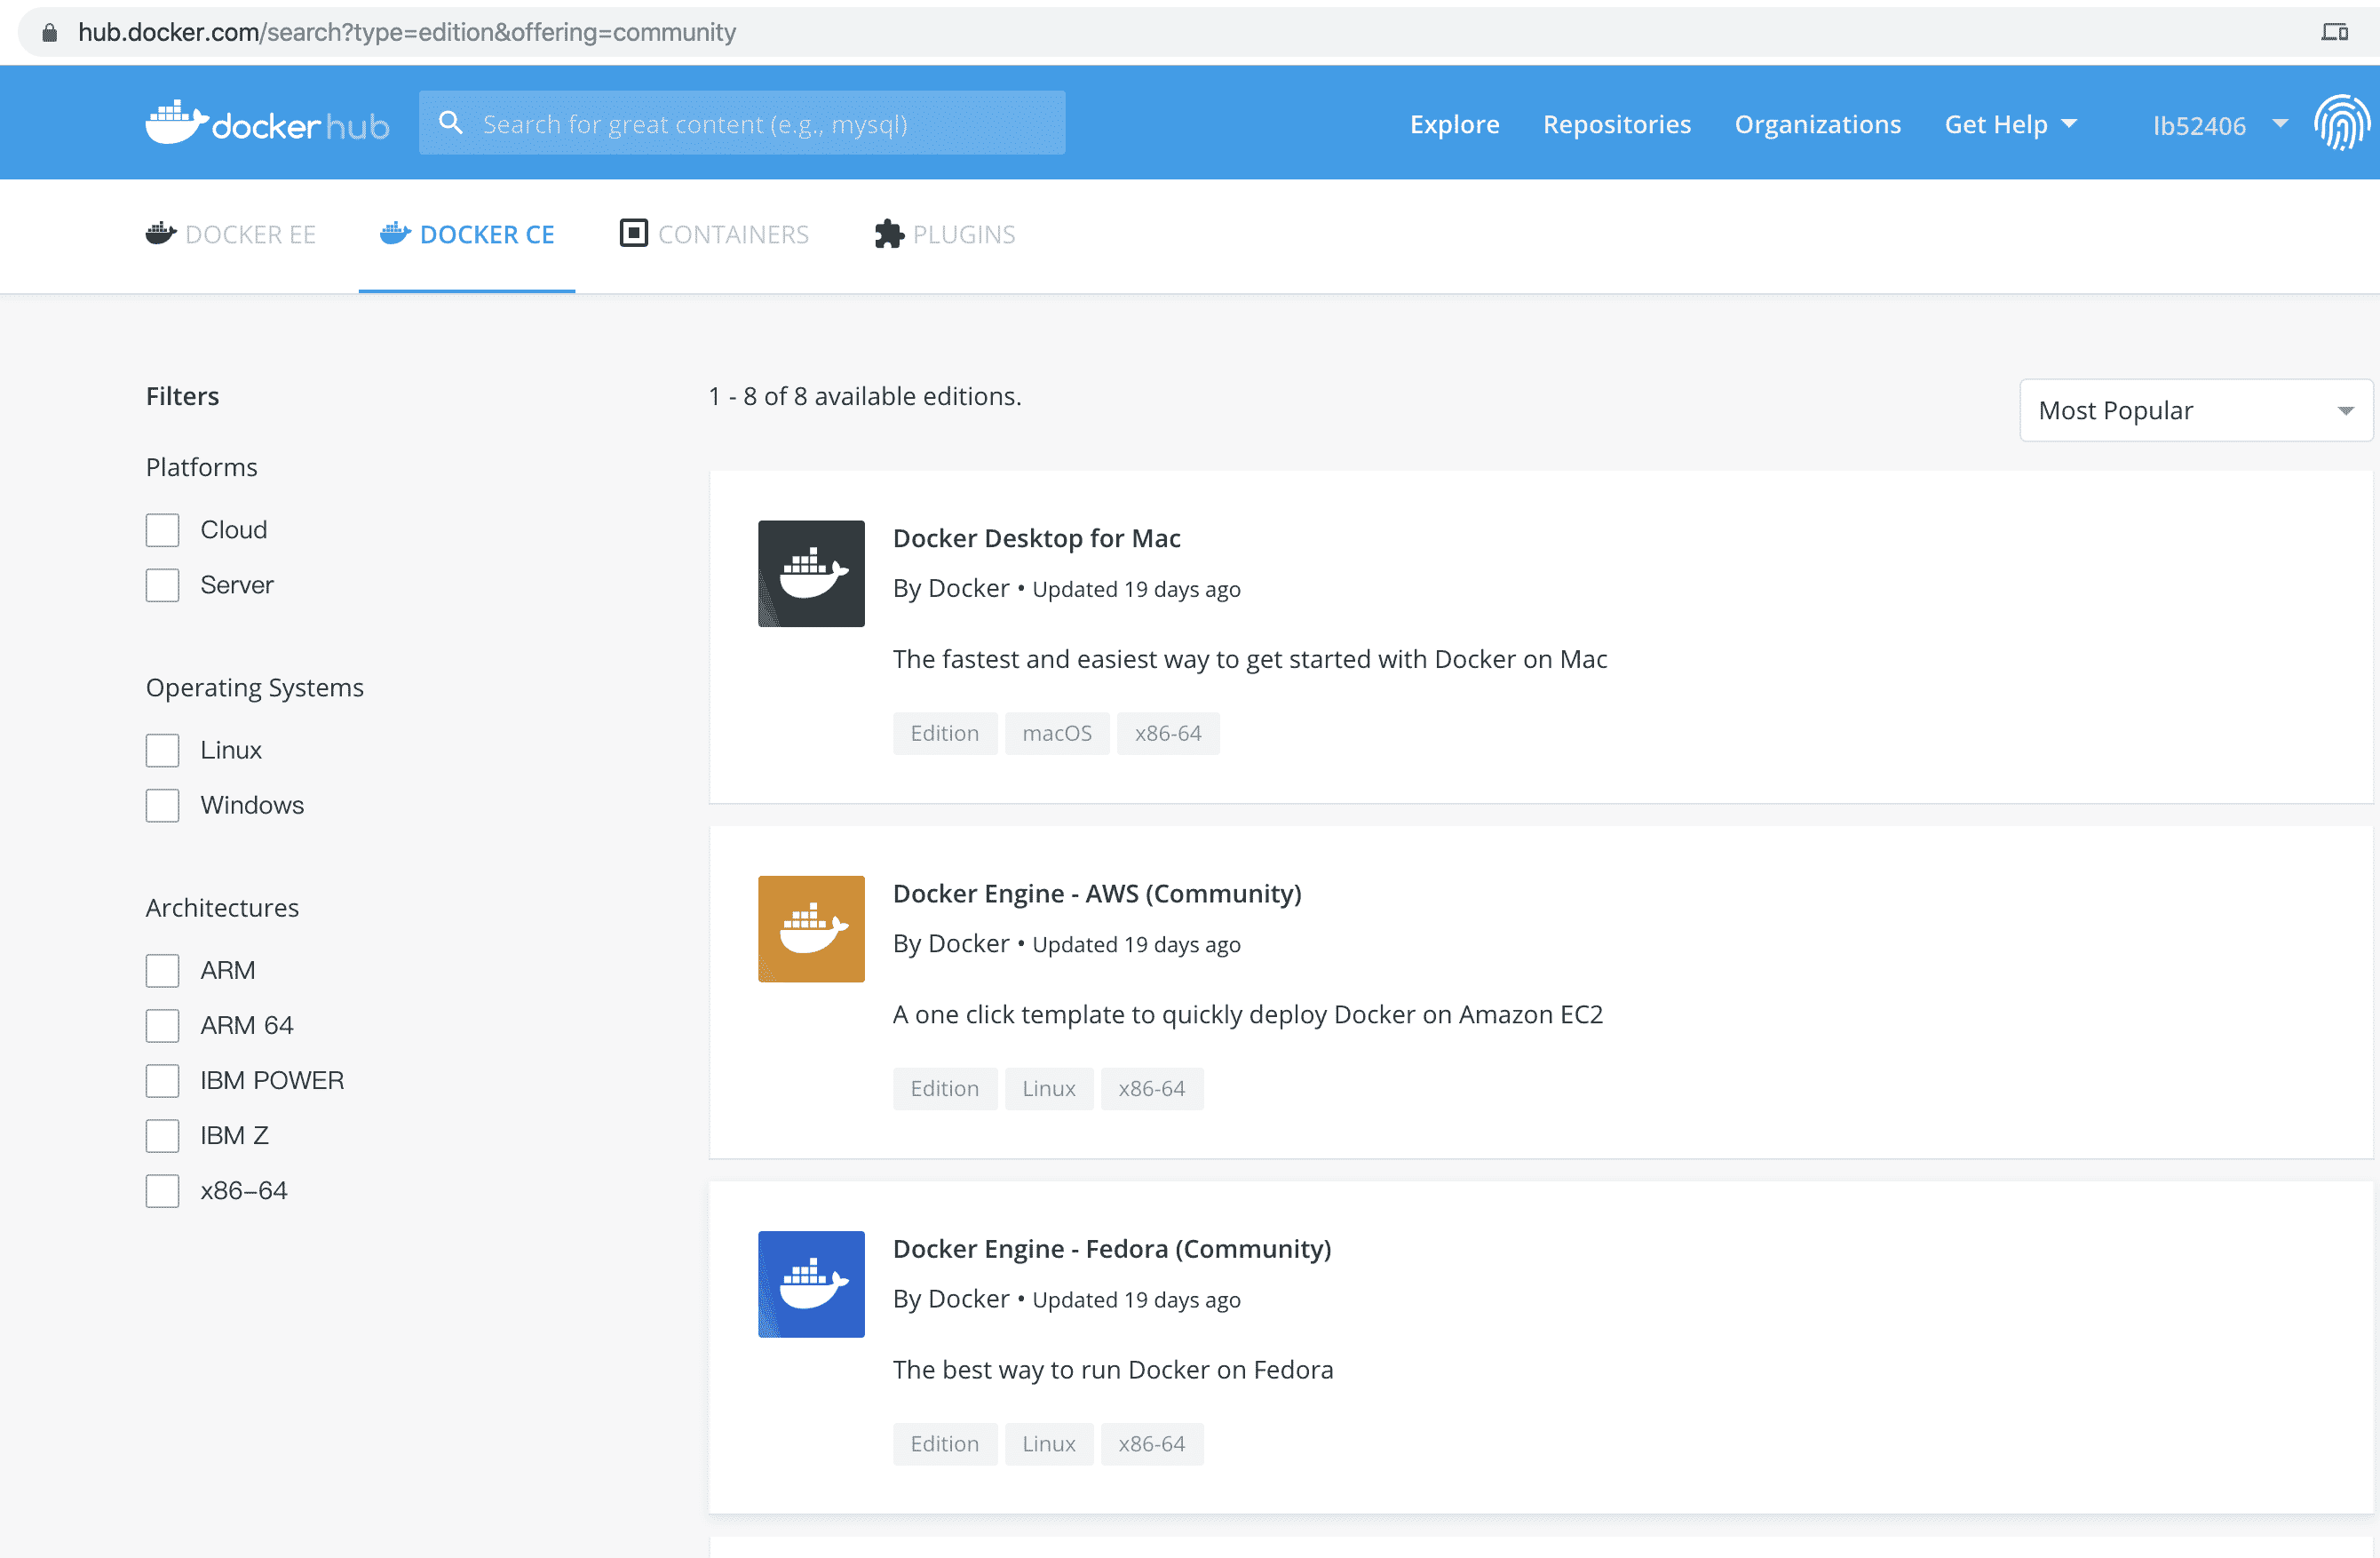 hub.docker.com/search?type=edition&offering=community
dockerhub
Search for great content (e.g., mysql)
Explore
Repositories
Organizations
Get Help
lb52406
DOCKER EE
DOCKER CE
CONTAINERS
PLUGINS
Filters
Platforms
Cloud
Server
Operating Systems
Linux
Windows
Architectures
ARM
ARM 64
IBM POWER
IBM Z
x86-64
1 - 8 of 8 available editions.
Most Popular
Docker Desktop for Mac
By Docker • Updated 19 days ago
The fastest and easiest way to get started with Docker on Mac
Edition macOS x86-64
Docker Engine - AWS (Community)
By Docker • Updated 19 days ago
A one click template to quickly deploy Docker on Amazon EC2
Edition Linux x86-64
Docker Engine - Fedora (Community)
By Docker • Updated 19 days ago
The best way to run Docker on Fedora
Edition Linux x86-64